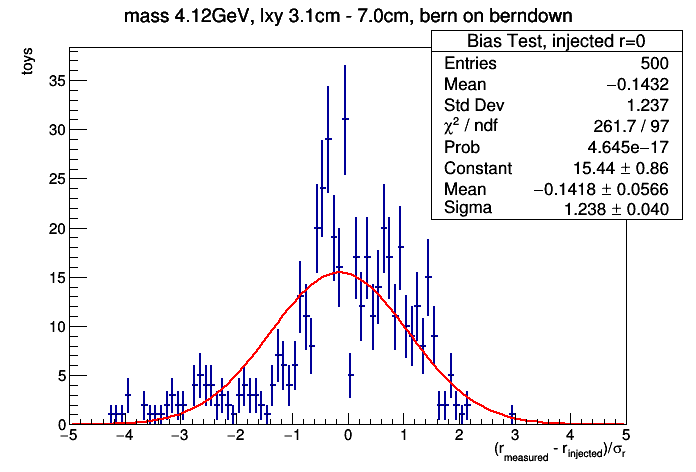 mass 4.12GeV, lxy 3.1cm - 7.0cm, bern on berndown
Bias Test, injected r=0
Entries 500
Mean −0.1432
Std Dev 1.237
χ² / ndf 261.7 / 97
Prob 4.645e−17
Constant 15.44 ± 0.86
Mean −0.1418 ± 0.0566
Sigma 1.238 ± 0.040
toys
35
30
25
20
15
10
5
0
−5 −4 −3 −2 −1 0 1 2 3 4 5
(r_measured - r_injected)/σ_r